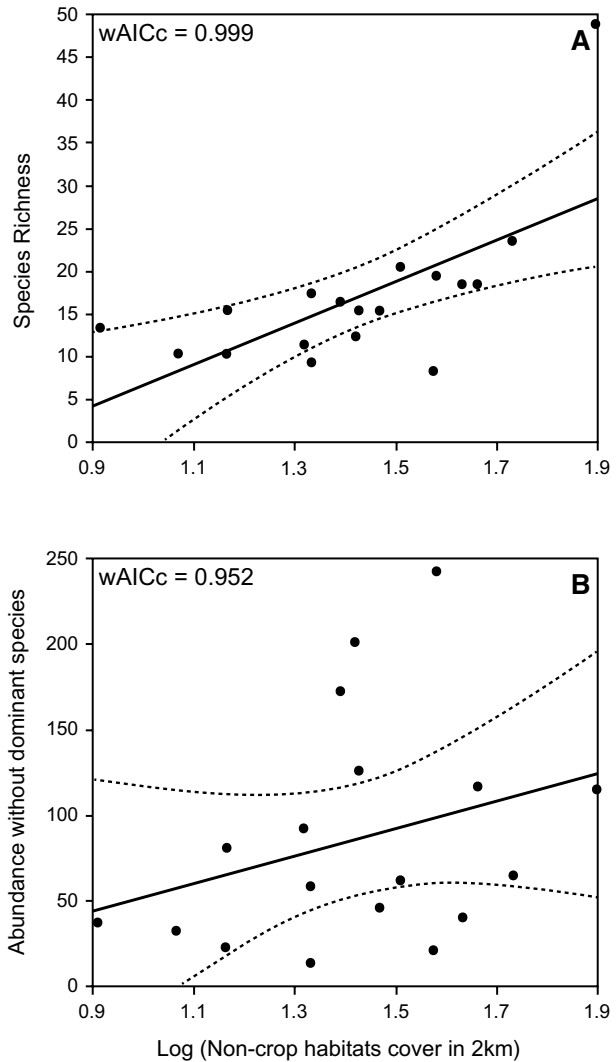 wAICc = 0.999
A
50
45
40
35
30
25
20
15
10
5
0
Species Richness
0.9 1.1 1.3 1.5 1.7 1.9
wAICc = 0.952
B
250
200
150
100
50
0
Abundance without dominant species
0.9 1.1 1.3 1.5 1.7 1.9
Log (Non-crop habitats cover in 2km)